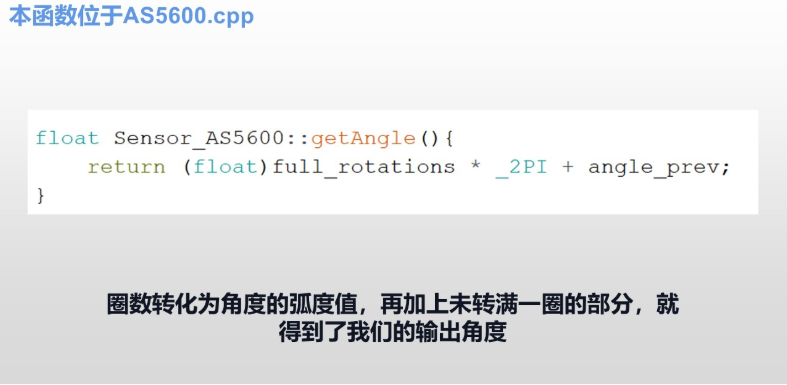 本函数位于AS5600.cpp
float Sensor_AS5600::getAngle(){
return (float)full_rotations * _2PI + angle_prev;
}
圈数转化为角度的弧度值，再加上未转满一圈的部分，就
得到了我们的输出角度